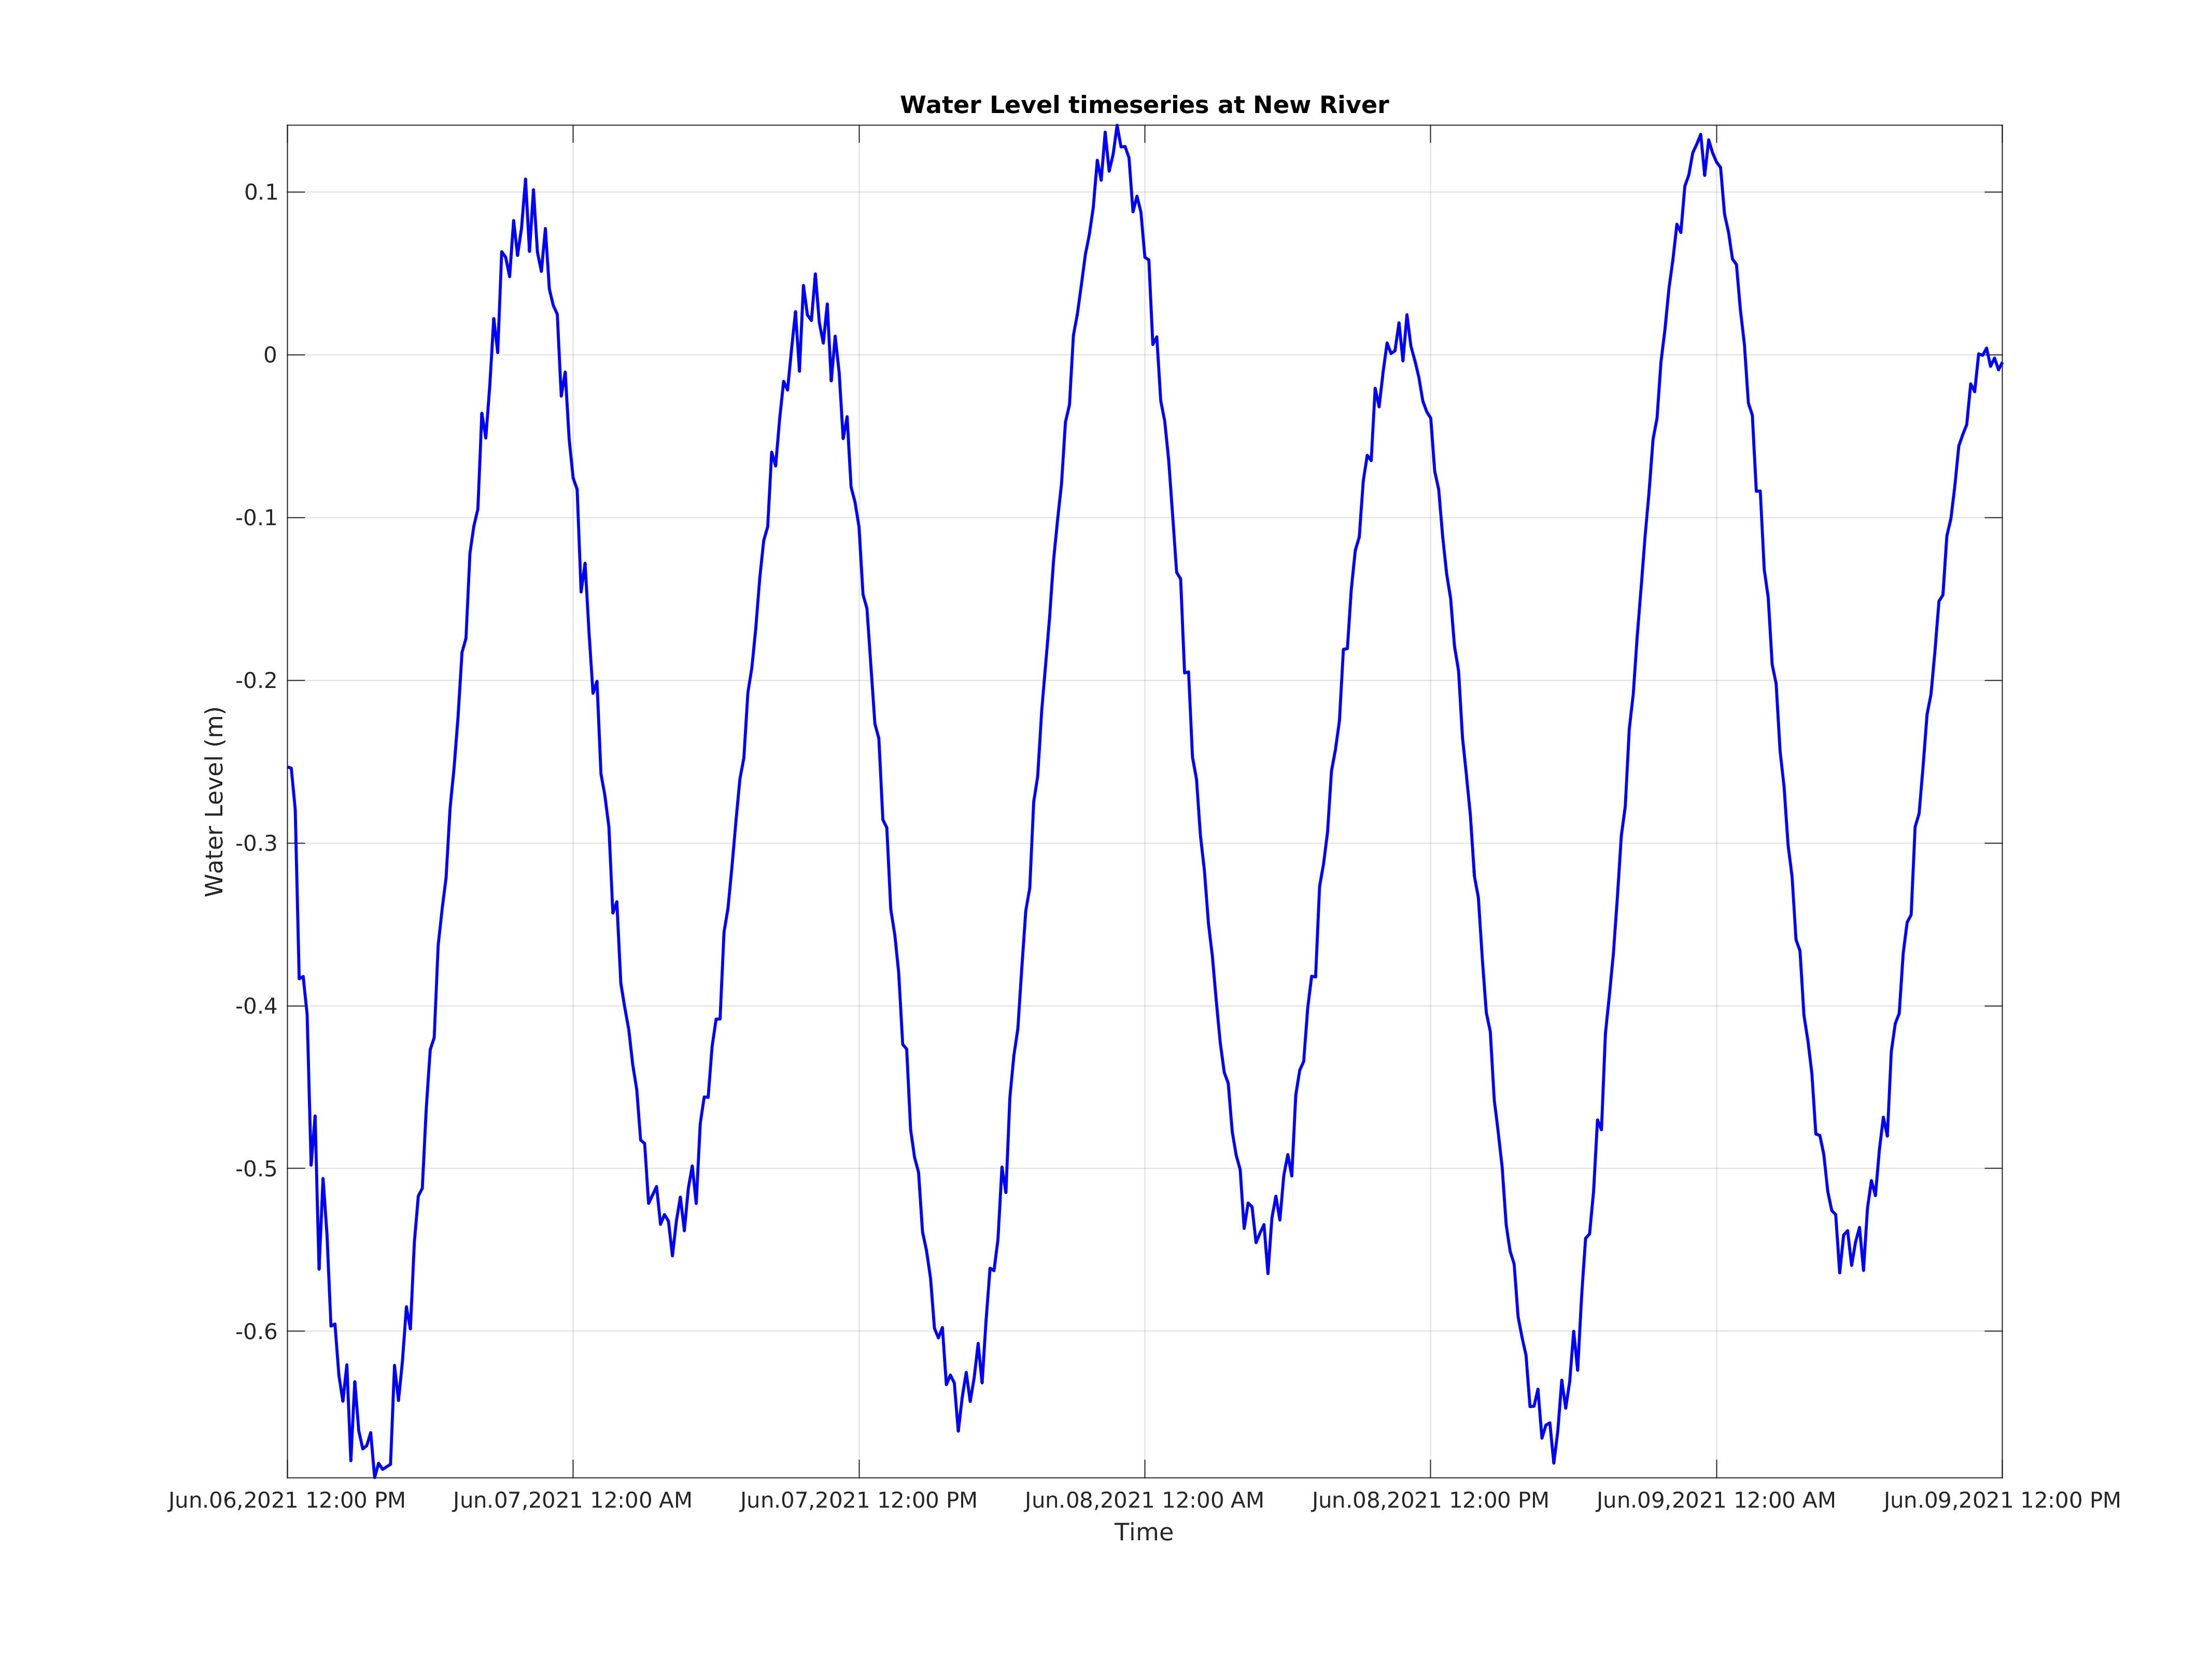 Water Level timeseries at New River
0.1
0
-0.1
-0.2
-0.3
-0.4
-0.5
-0.6
Water Level (m)
Jun.06,2021 12:00 PM
Jun.07,2021 12:00 AM
Jun.07,2021 12:00 PM
Jun.08,2021 12:00 AM
Jun.08,2021 12:00 PM
Jun.09,2021 12:00 AM
Jun.09,2021 12:00 PM
Time